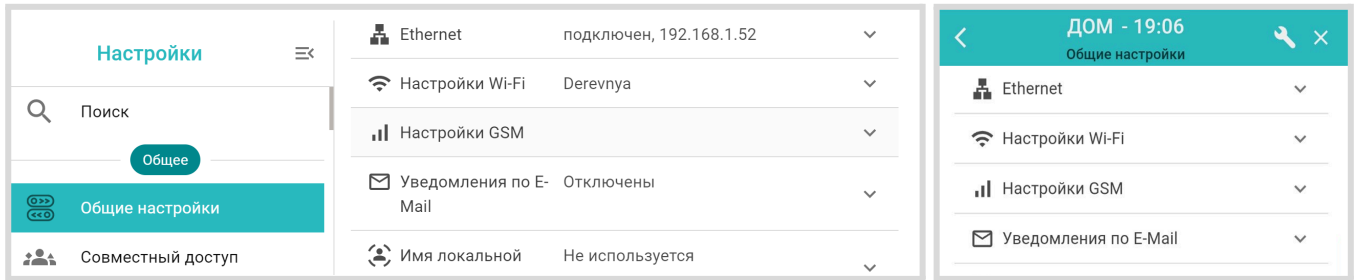 Настройки
Поиск
Общее
Общие настройки
Совместный доступ
Ethernet подключен, 192.168.1.52
Настройки Wi-Fi Derevnya
Настройки GSM
Уведомления по E- Отключены
Mail
Имя локальной Не используется
ДОМ - 19:06
Общие настройки
Ethernet
Настройки Wi-Fi
Настройки GSM
Уведомления по E-Mail